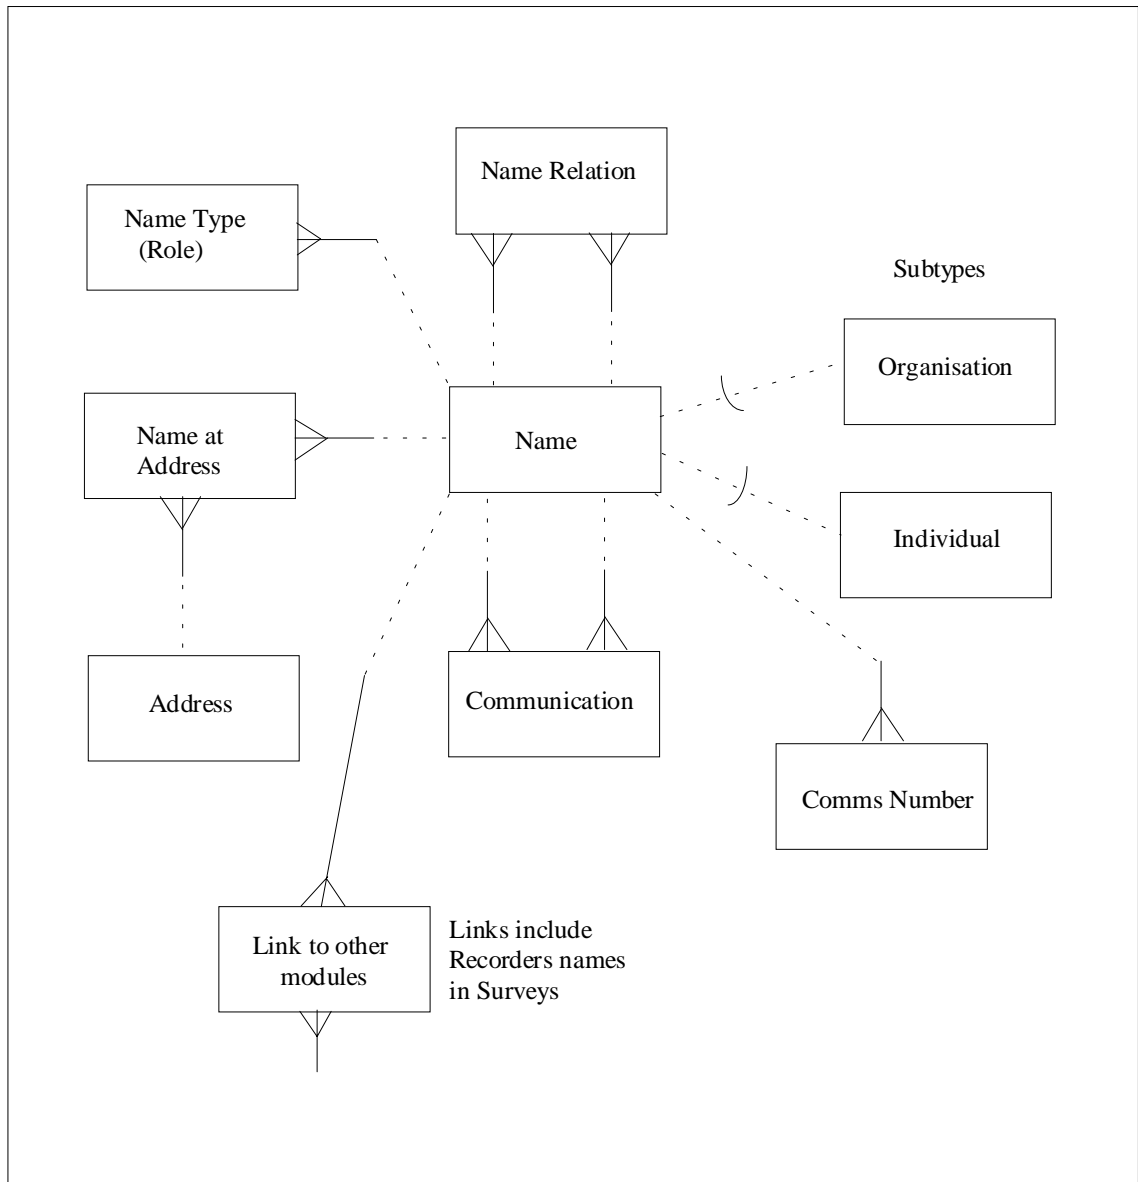 Name Relation
Name Type
(Role)
Subtypes
Organisation
Name at
Address
Name
Individual
Address
Communication
Comms Number
Link to other
modules
Links include
Recorders names
in Surveys